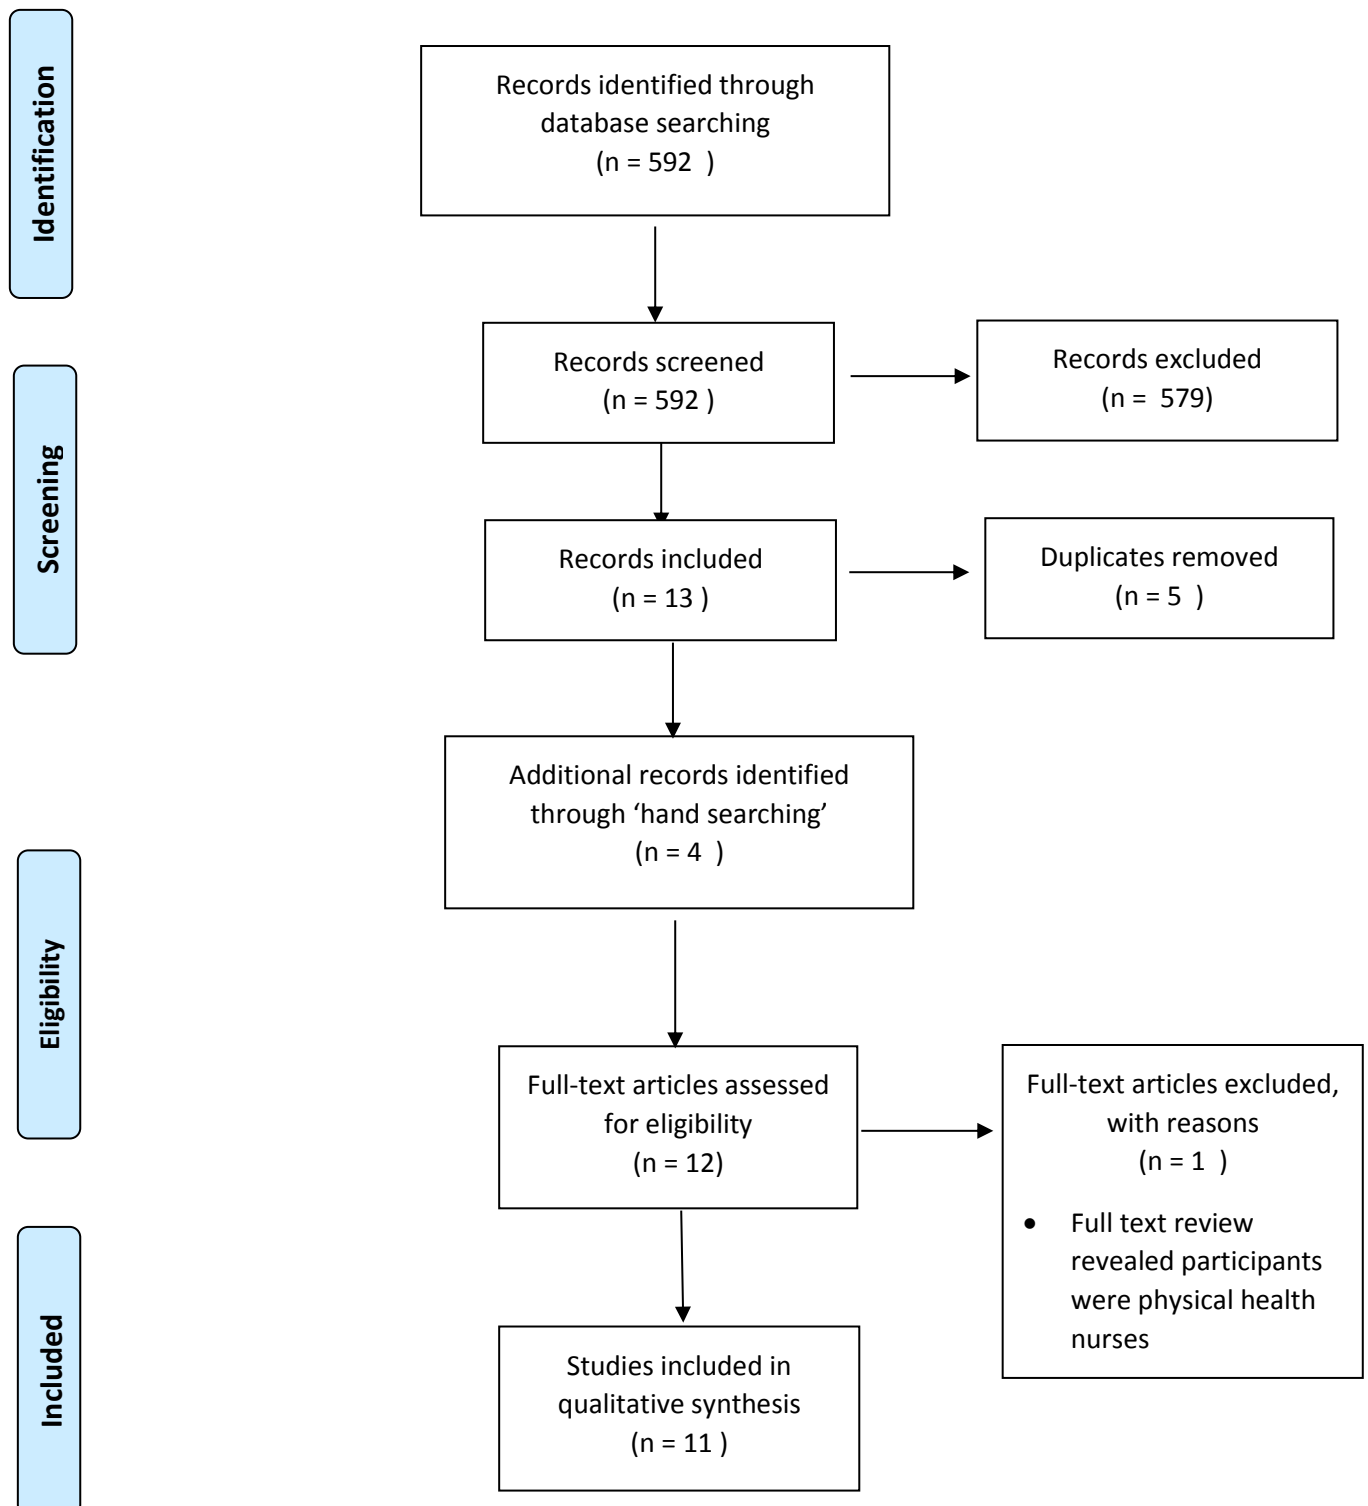 Identification
Records identified through
database searching
(n = 592  )
Screening
Records screened
(n = 592 )
Records excluded
(n =  579)
Records included
(n = 13 )
Duplicates removed
(n = 5  )
Additional records identified
through ‘hand searching’
(n = 4  )
Eligibility
Full-text articles assessed
for eligibility
(n = 12)
Full-text articles excluded,
with reasons
(n = 1  )
• Full text review
revealed participants
were physical health
nurses
Included
Studies included in
qualitative synthesis
(n = 11 )